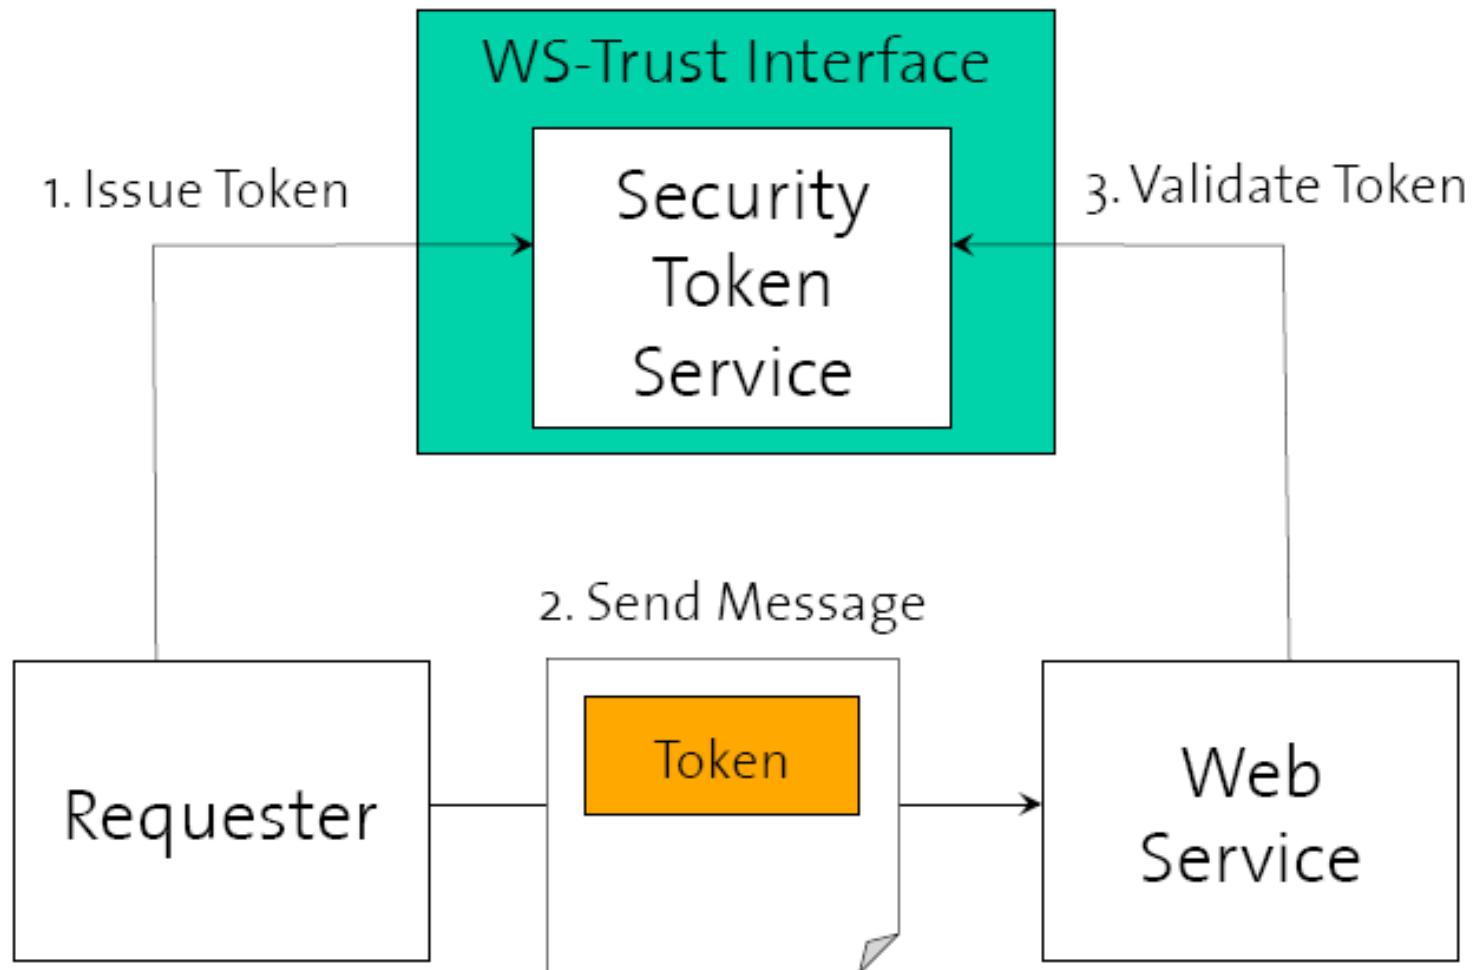 WS-Trust Interface
1. Issue Token
Security
Token
Service
3. Validate Token
2. Send Message
Token
Requester
Web
Service